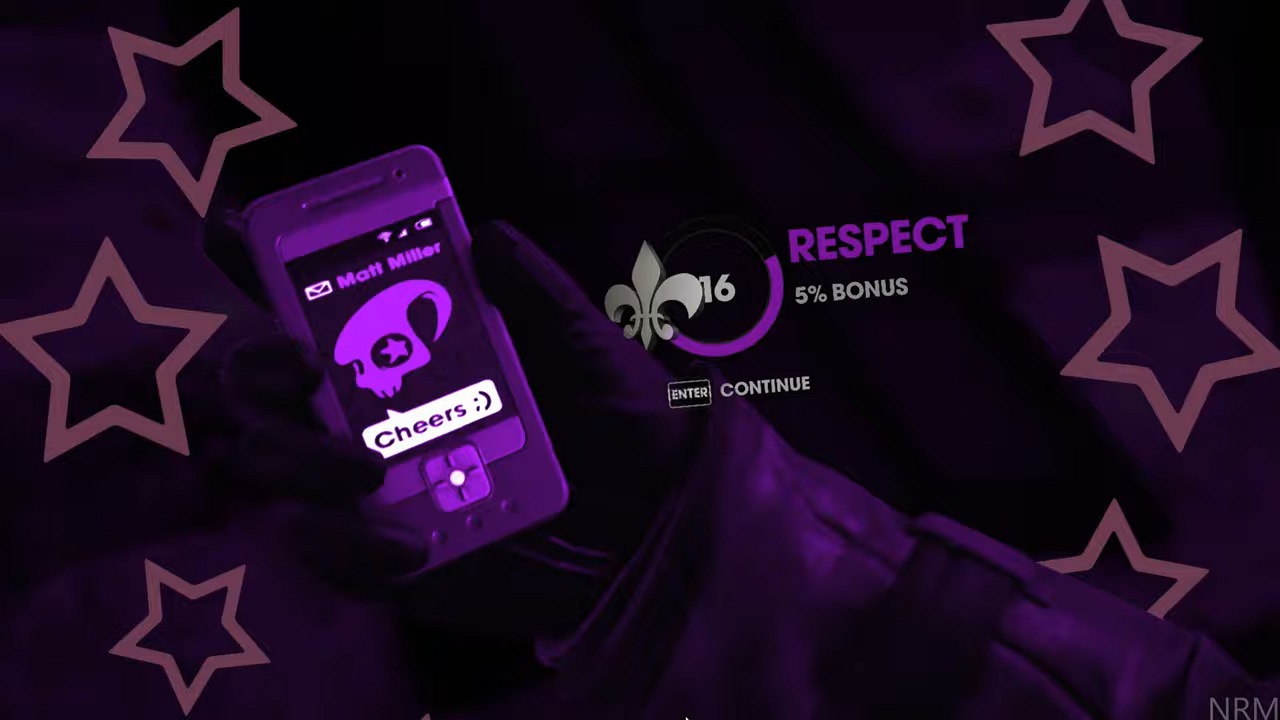 Matt Miller
Cheers ;)
RESPECT
16
5% BONUS
ENTER CONTINUE
NRM